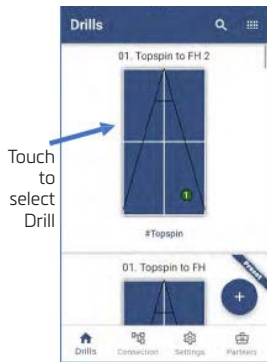 Drills
01. Topspin to FH 2
Touch
to
select
Drill
1
#Topspin
01. Topspin to FH
Preset
+
Drills Connection Settings Partners